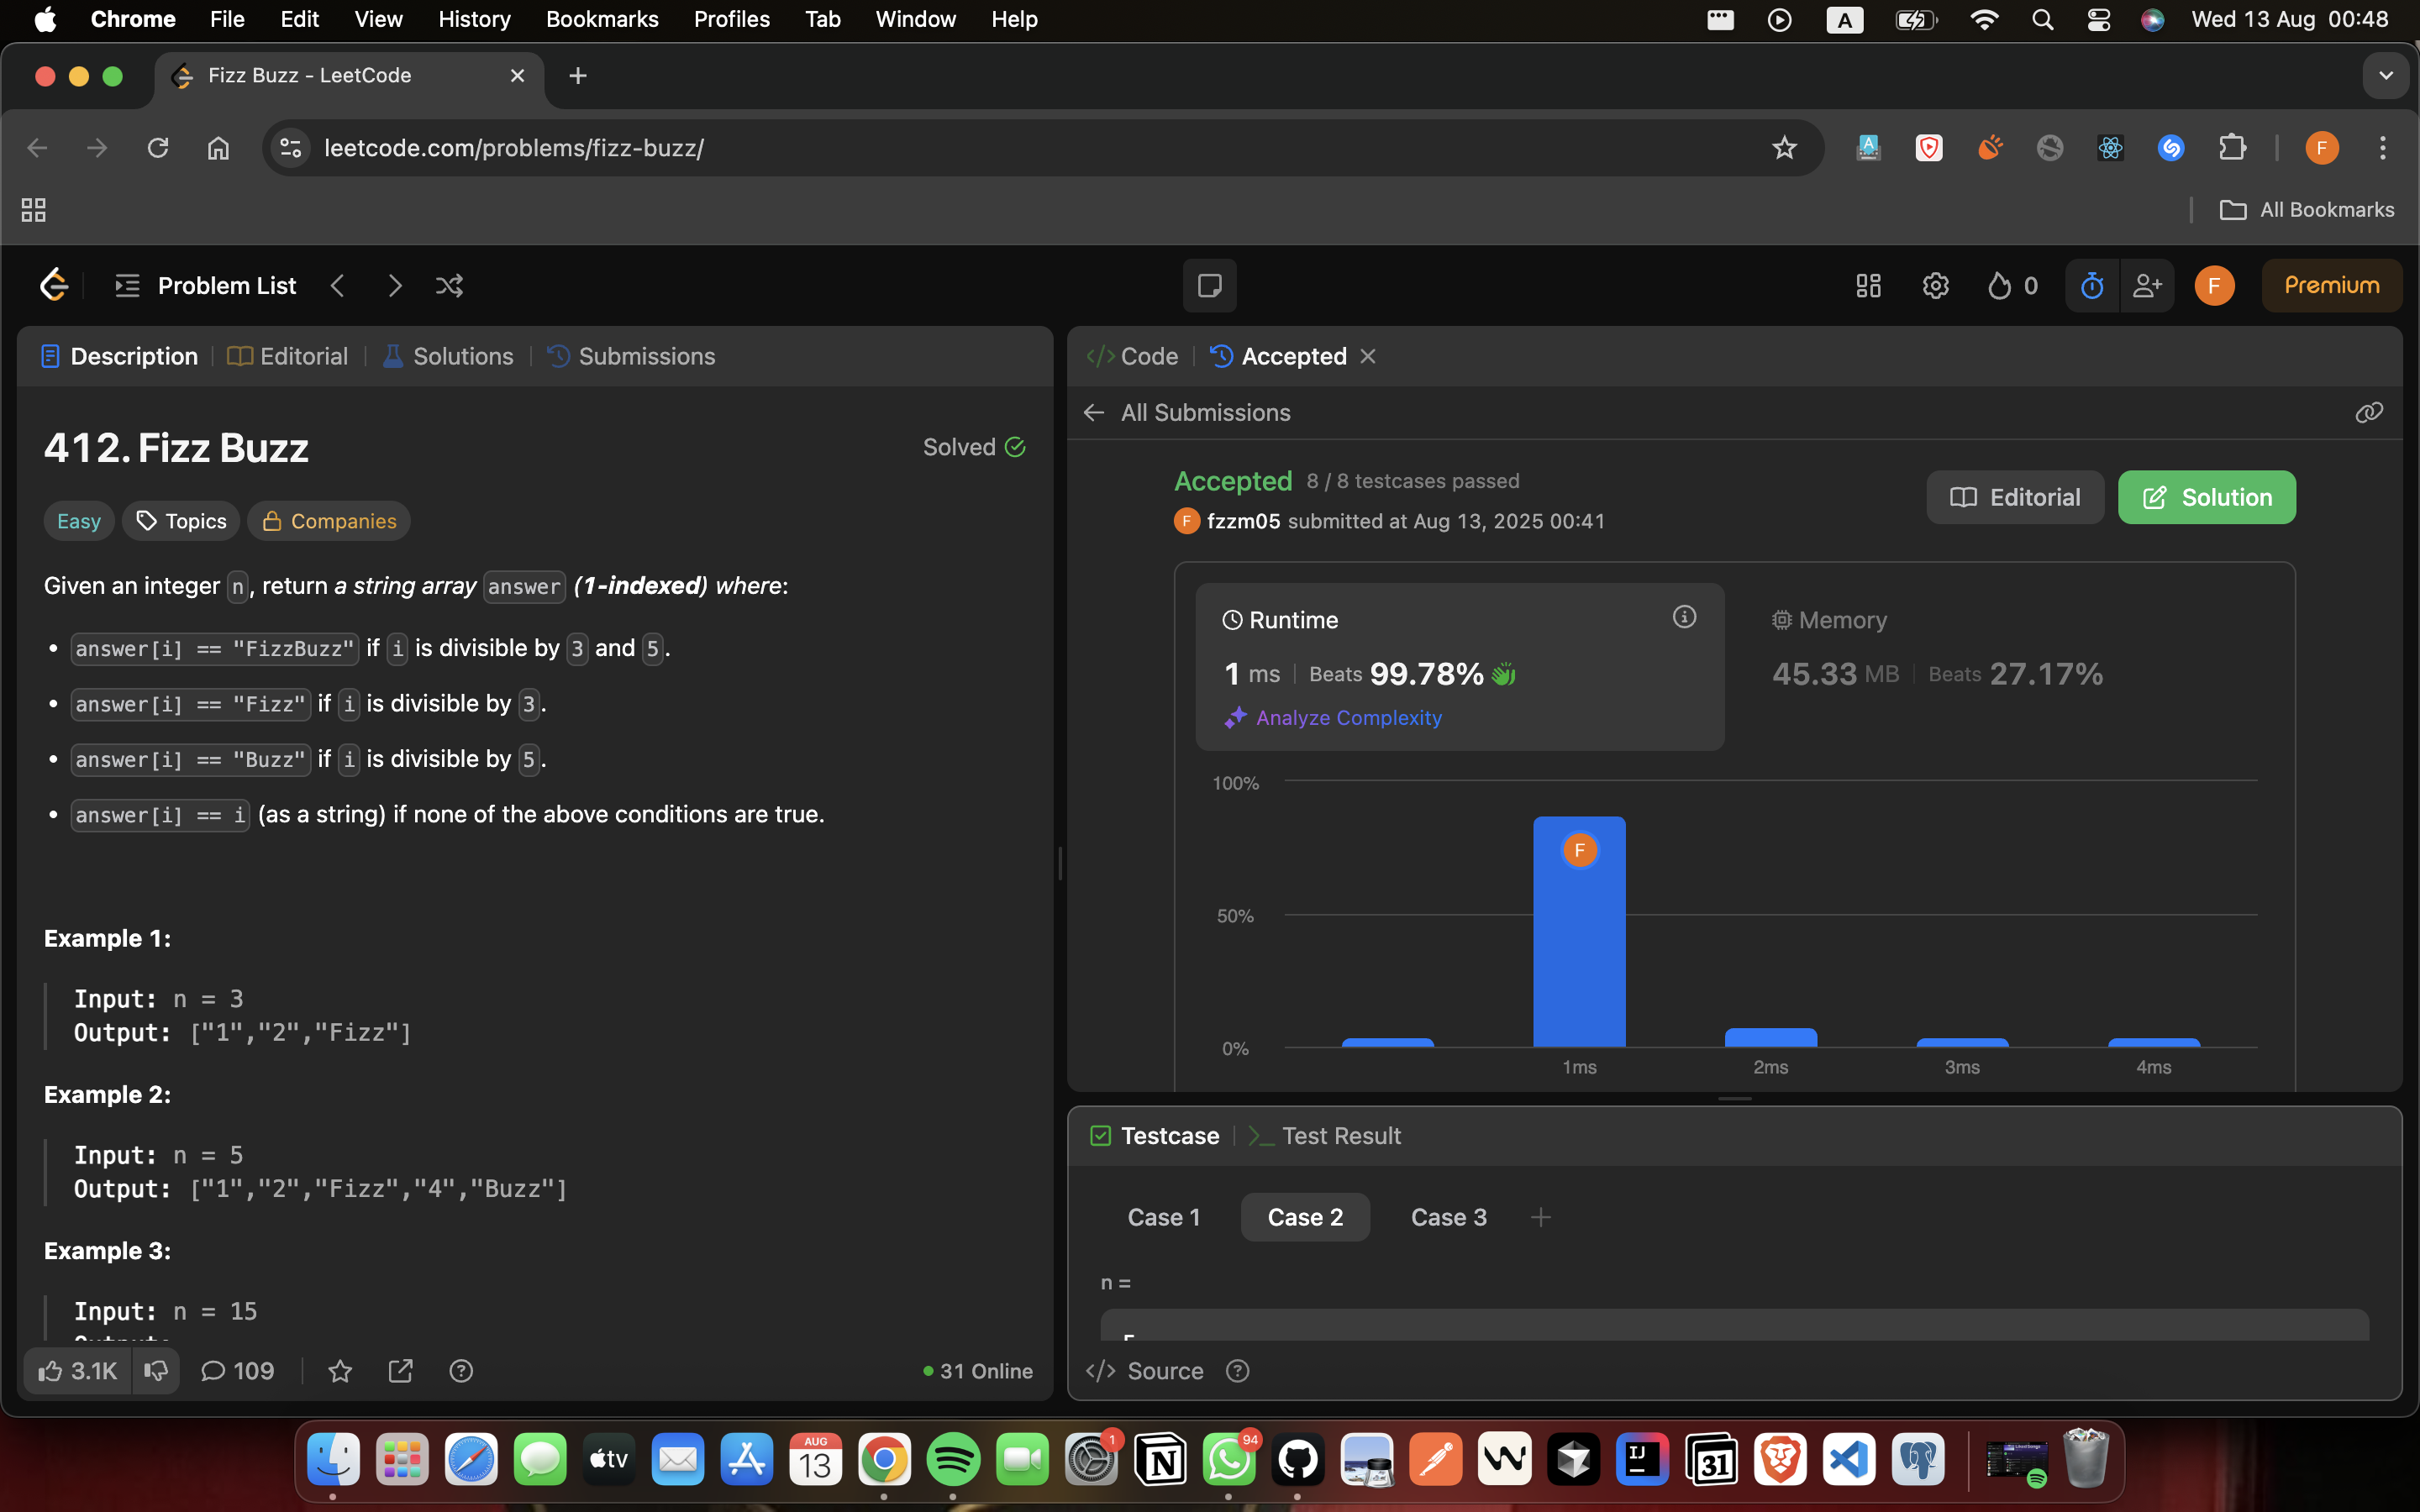 Chrome File Edit View History Bookmarks Profiles Tab Window Help A Wed 13 Aug 00:48
Fizz Buzz - LeetCode
leetcode.com/problems/fizz-buzz/ A F
All Bookmarks
Problem List 0 F Premium
Description Editorial Solutions Submissions
412. Fizz Buzz Solved
Easy Topics Companies
Given an integer n, return a string array answer (1-indexed) where:
• answer[i] == "FizzBuzz" if i is divisible by 3 and 5.
• answer[i] == "Fizz" if i is divisible by 3.
• answer[i] == "Buzz" if i is divisible by 5.
• answer[i] == i (as a string) if none of the above conditions are true.
Example 1:
Input: n = 3
Output: ["1","2","Fizz"]
Example 2:
Input: n = 5
Output: ["1","2","Fizz","4","Buzz"]
Example 3:
Input: n = 15
3.1K 109 31 Online
</> Code Accepted
All Submissions
Accepted 8 / 8 testcases passed
F fzzm05 submitted at Aug 13, 2025 00:41
Editorial Solution
Runtime
1 ms Beats 99.78%
Analyze Complexity
Memory
45.33 MB Beats 27.17%
100%
F
50%
0%
1ms 2ms 3ms 4ms
Testcase >_ Test Result
Case 1 Case 2 Case 3 +
n =
</> Source
tv AUG 13 1 N 94 IJ 31